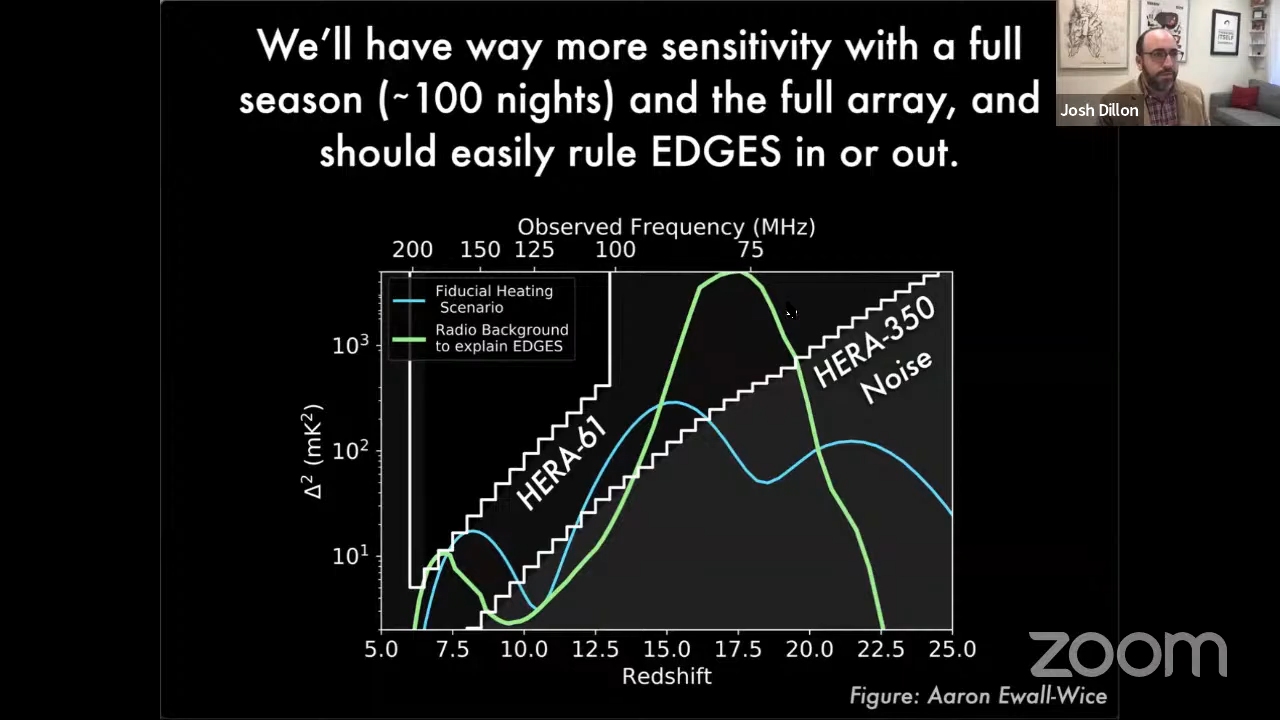 We'll have way more sensitivity with a full
season (~100 nights) and the full array, and
should easily rule EDGES in or out.
Josh Dillon
Observed Frequency (MHz)
200 150 125 100 75
Fiducial Heating
Scenario
Radio Background
to explain EDGES
10³
10²
10¹
Δ² (mK²)
HERA-61
HERA-350
Noise
5.0 7.5 10.0 12.5 15.0 17.5 20.0 22.5 25.0
Redshift
zoom
Figure: Aaron Ewall-Wice